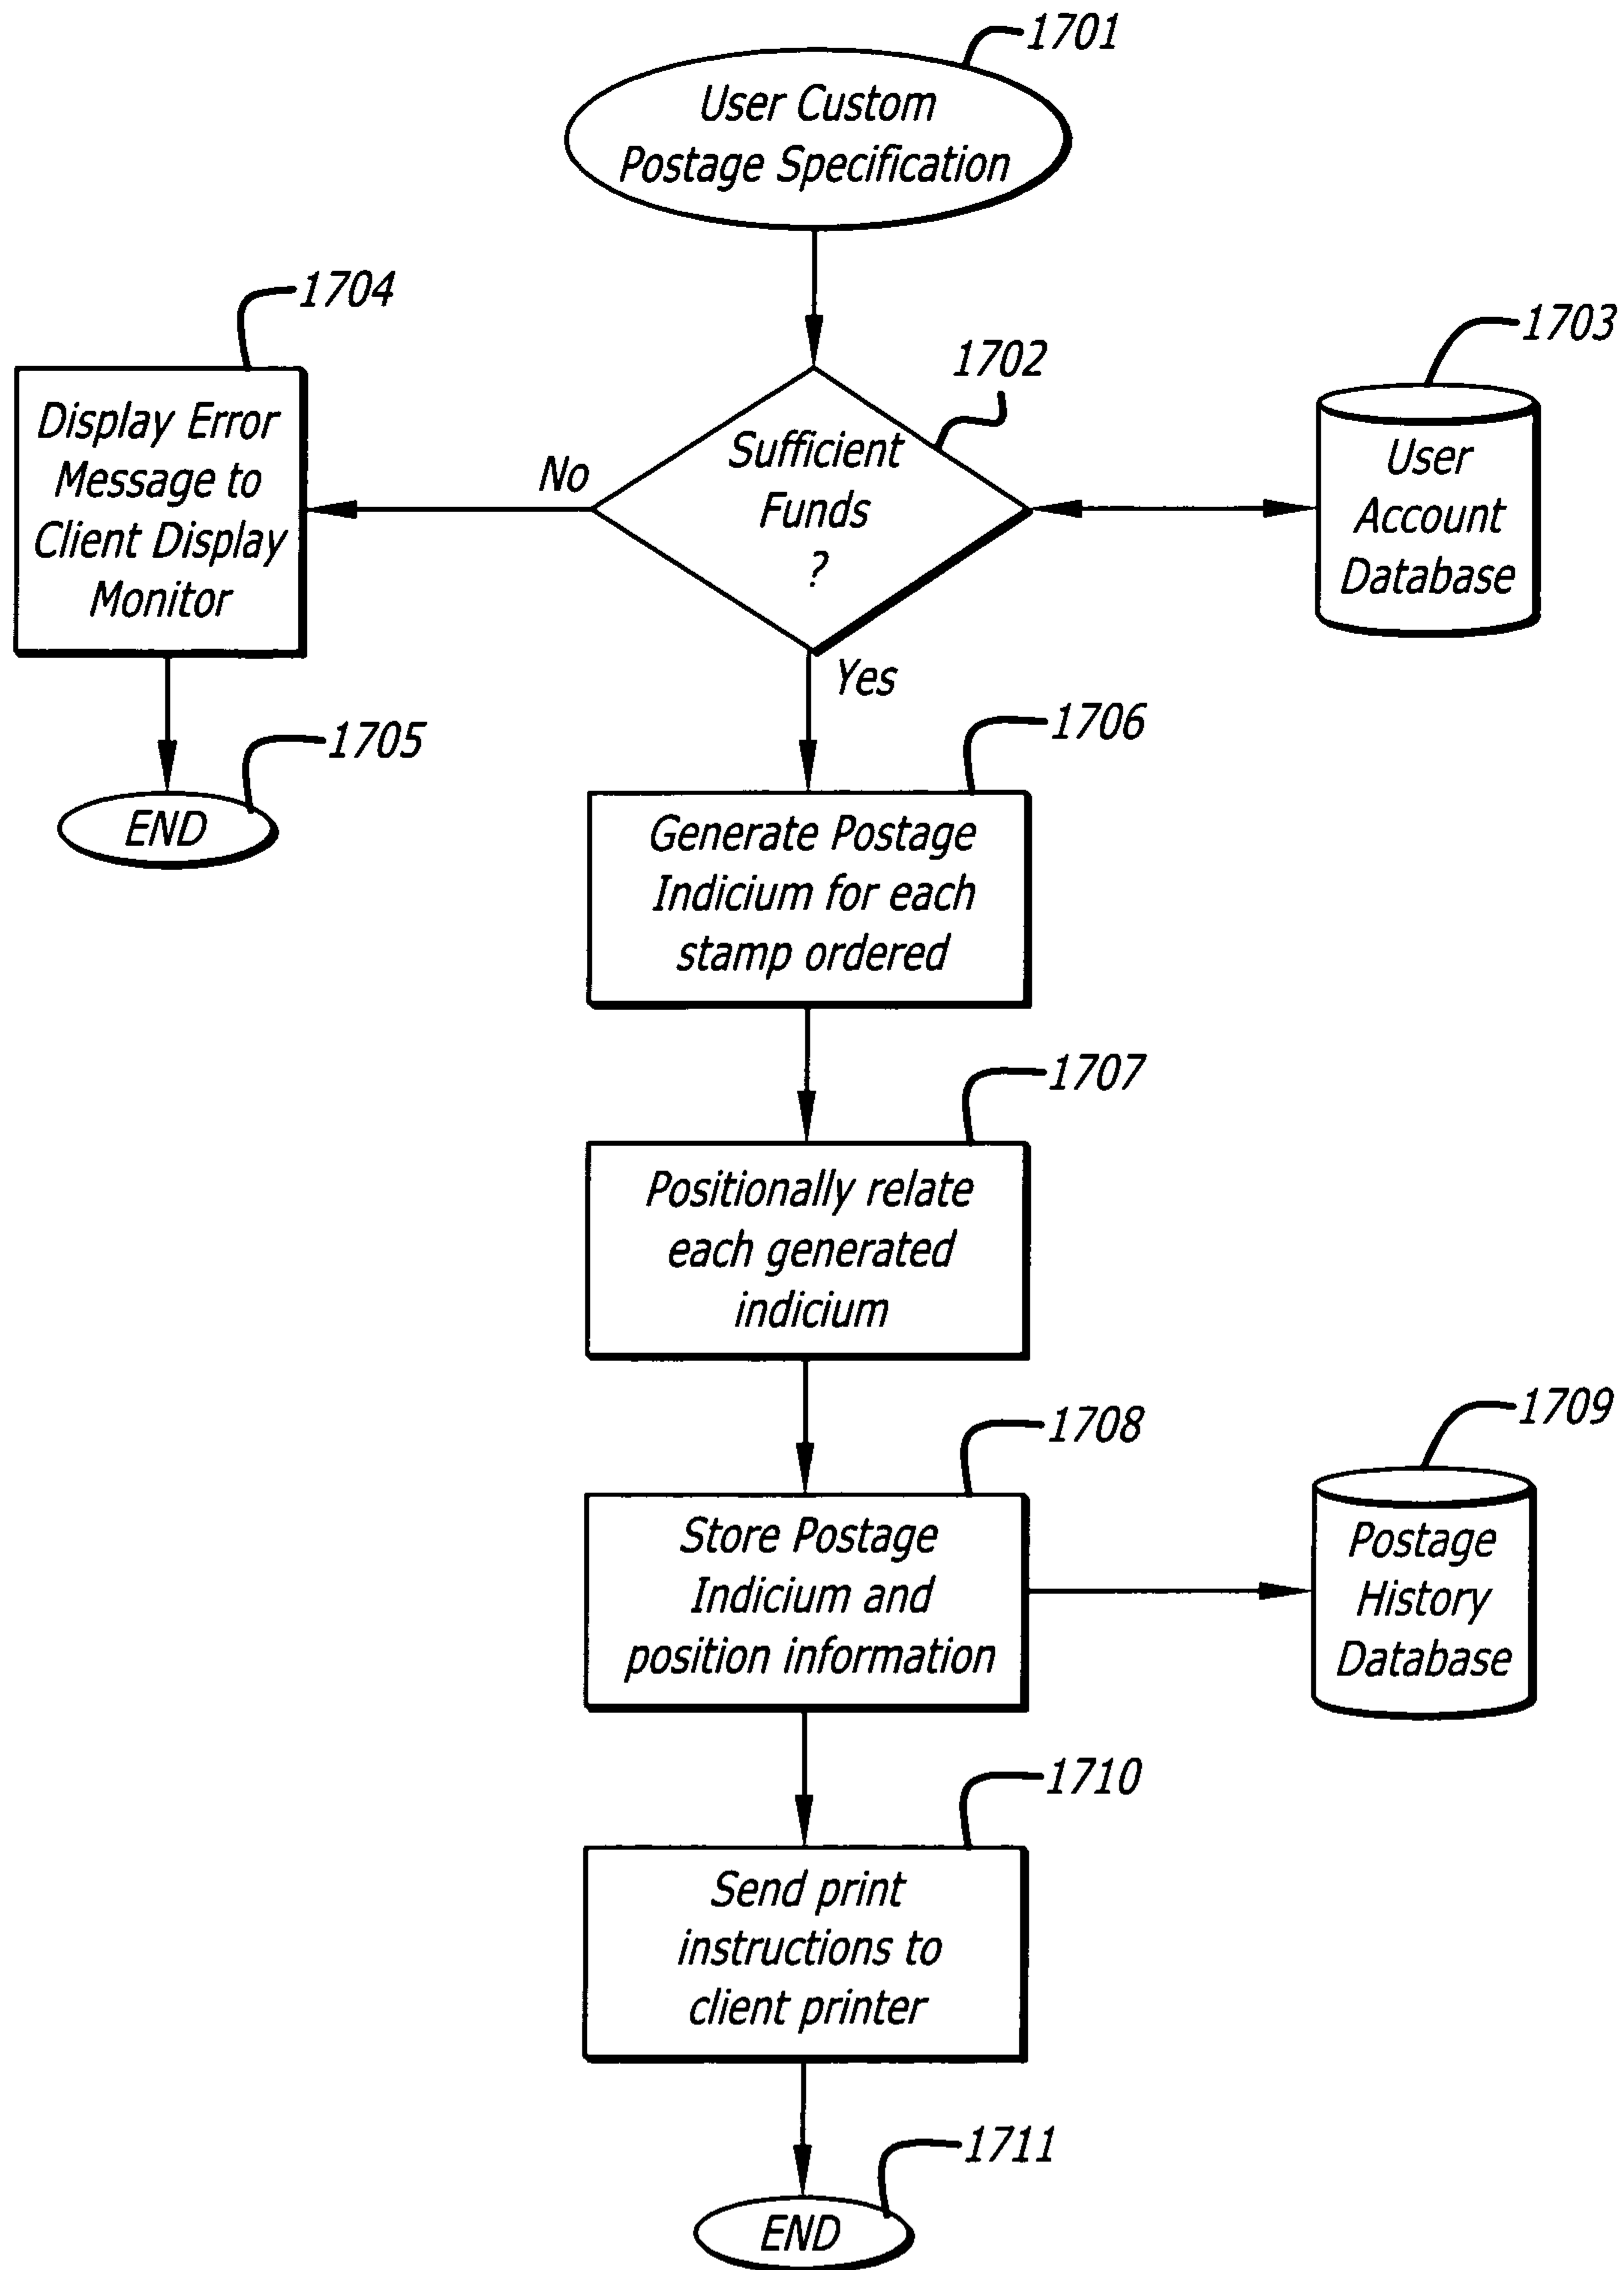 1701
User Custom
Postage Specification
1704
1702
1703
Display Error
Message to
Client Display
Monitor
No
Sufficient
Funds
?
User
Account
Database
Yes
1705
END
1706
Generate Postage
Indicium for each
stamp ordered
1707
Positionally relate
each generated
indicium
1708
1709
Store Postage
Indicium and
position information
Postage
History
Database
1710
Send print
instructions to
client printer
1711
END